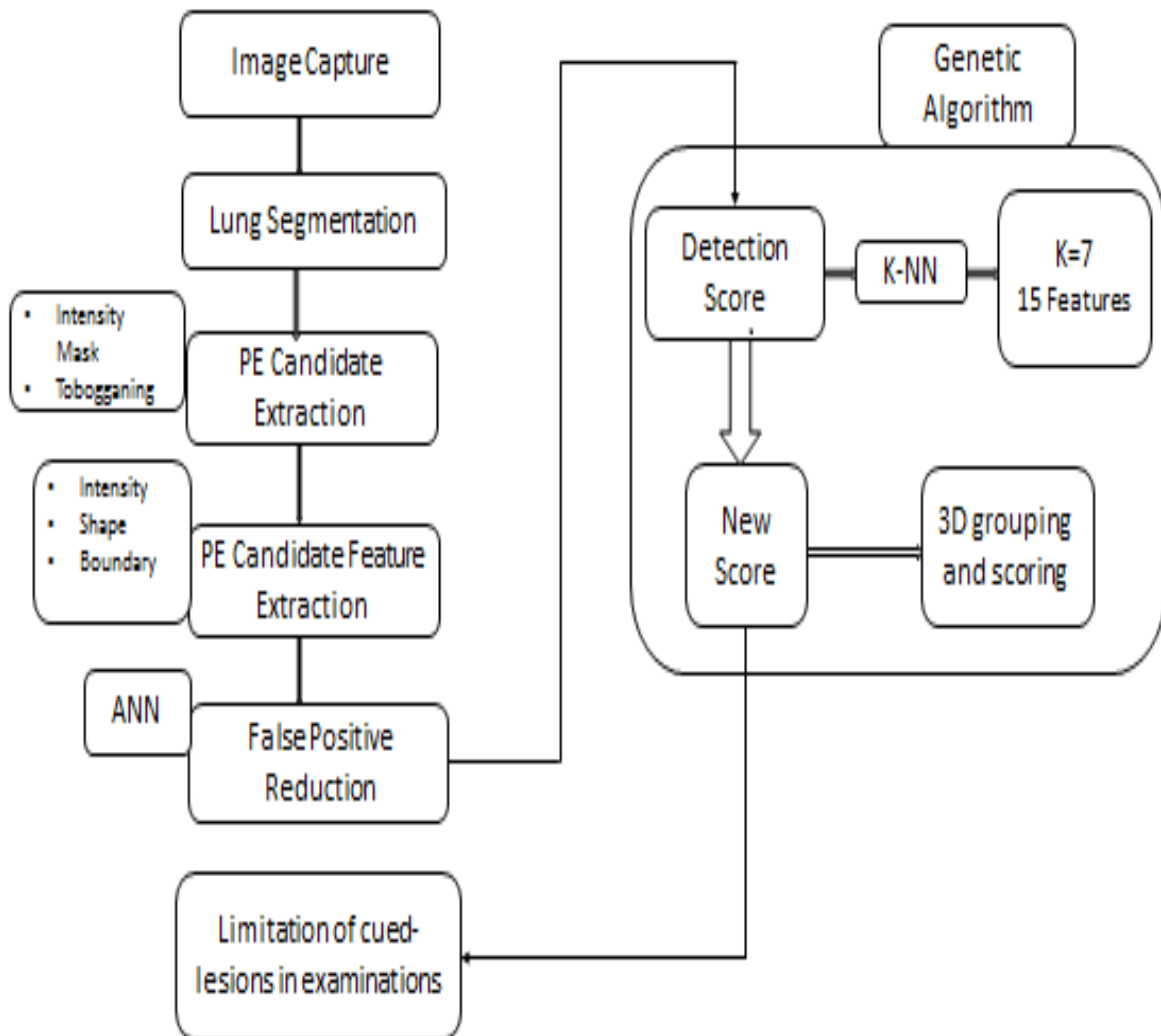 Image Capture
Lung Segmentation
• Intensity
Mask
• Tobogganing
PE Candidate
Extraction
• Intensity
• Shape
• Boundary
PE Candidate Feature
Extraction
ANN
False Positive
Reduction
Limitation of cued-
lesions in examinations
Genetic
Algorithm
Detection
Score
K-NN
K=7
15 Features
New
Score
3D grouping
and scoring